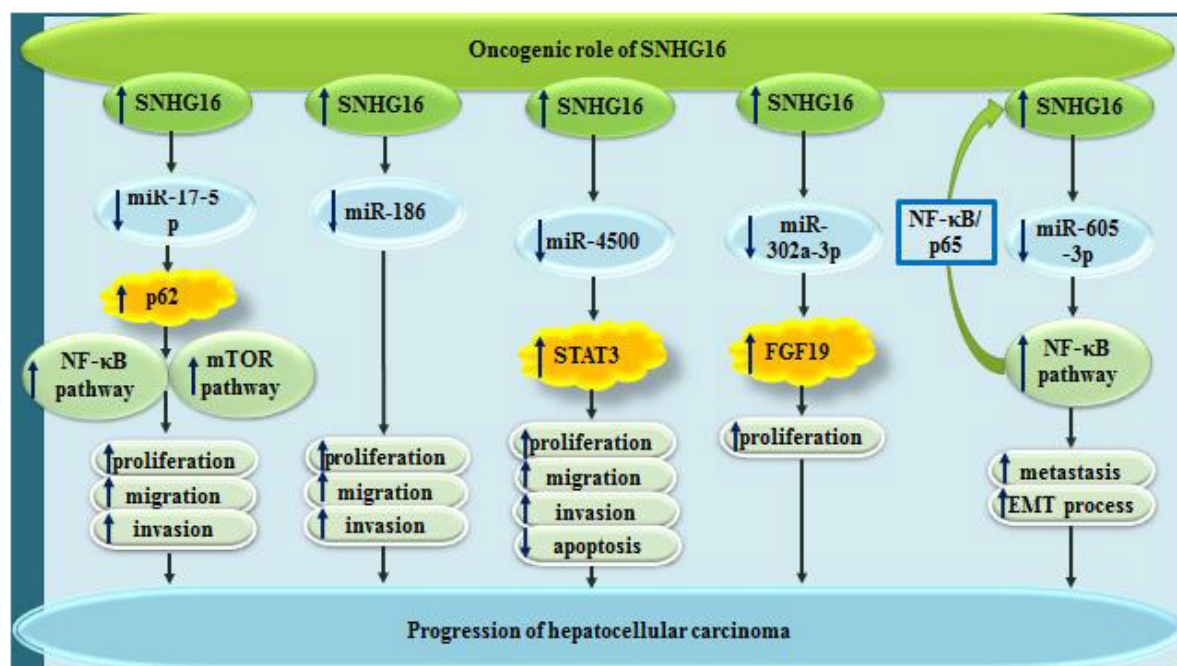 Oncogenic role of SNHG16
SNHG16
SNHG16
SNHG16
SNHG16
SNHG16
miR-17-5
p
miR-186
miR-4500
miR-
302a-3p
NF-κB/
p65
miR-605
-3p
p62
STAT3
FGF19
NF-κB
pathway
mTOR
pathway
NF-κB
pathway
proliferation
migration
invasion
proliferation
migration
invasion
proliferation
migration
invasion
apoptosis
proliferation
metastasis
EMT process
Progression of hepatocellular carcinoma